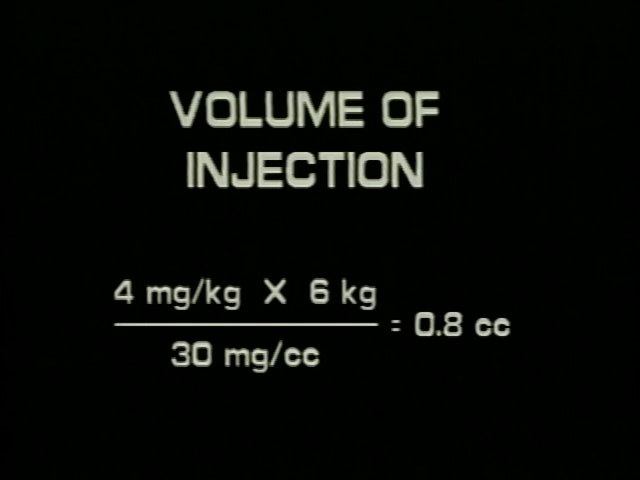 VOLUME OF
INJECTION
4 mg/kg X 6 kg
30 mg/cc
= 0.8 cc